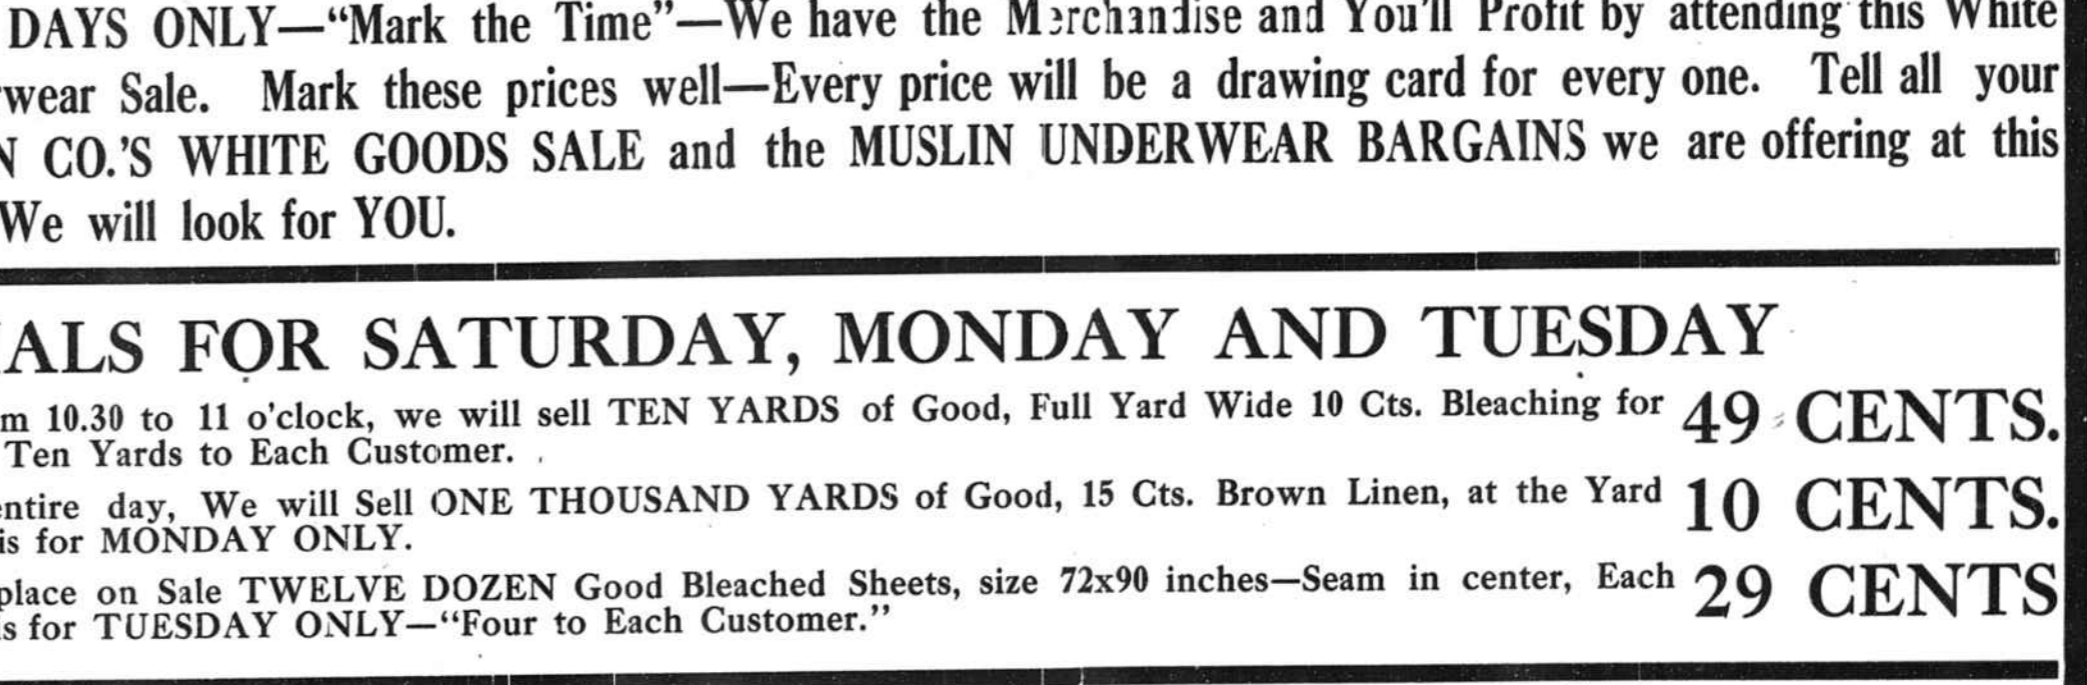 DAYS ONLY—“Mark the Time”—We have the Merchandise and You'll Profit by attending this White
wear Sale. Mark these prices well—Every price will be a drawing card for every one. Tell all your
N CO.'S WHITE GOODS SALE and the MUSLIN UNDERWEAR BARGAINS we are offering at this
We will look for YOU.
ALS FOR SATURDAY, MONDAY AND TUESDAY
m 10.30 to 11 o'clock, we will sell TEN YARDS of Good, Full Yard Wide 10 Cts. Bleaching for 49 CENTS.
Ten Yards to Each Customer.
entire day, We will Sell ONE THOUSAND YARDS of Good, 15 Cts. Brown Linen, at the Yard 10 CENTS.
is for MONDAY ONLY.
place on Sale TWELVE DOZEN Good Bleached Sheets, size 72x90 inches—Seam in center, Each 29 CENTS
s for TUESDAY ONLY—“Four to Each Customer.”